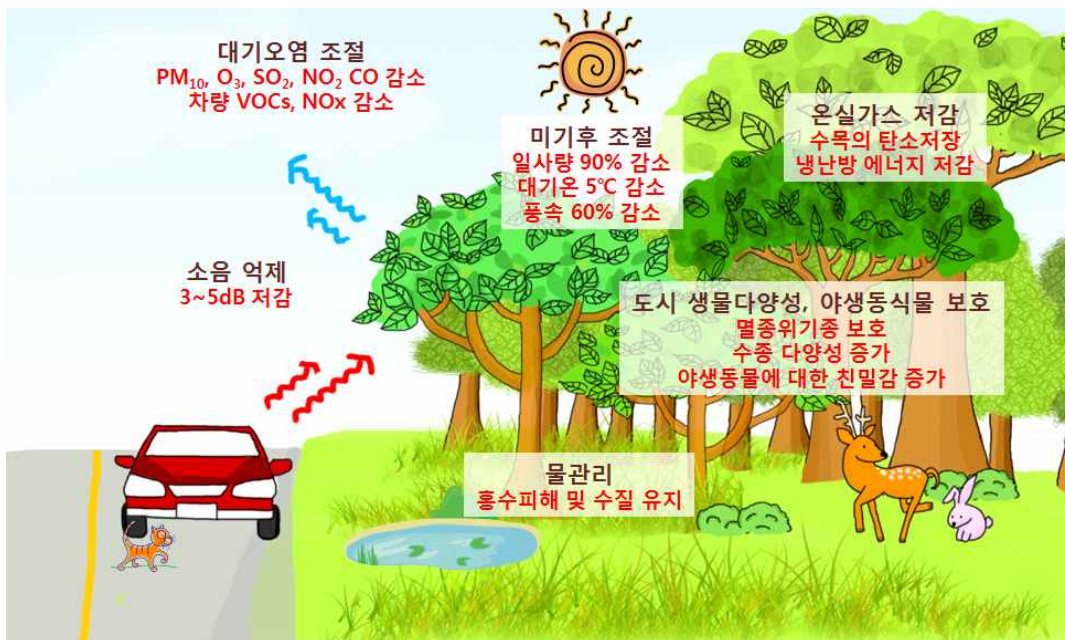 대기오염 조절
PM₁₀, O₃, SO₂, NO₂ CO 감소
차량 VOCs, NOx 감소
미기후 조절
일사량 90% 감소
대기온 5℃ 감소
풍속 60% 감소
온실가스 저감
수목의 탄소저장
냉난방 에너지 저감
소음 억제
3~5dB 저감
도시 생물다양성, 야생동식물 보호
멸종위기종 보호
수종 다양성 증가
야생동물에 대한 친밀감 증가
물관리
홍수피해 및 수질 유지